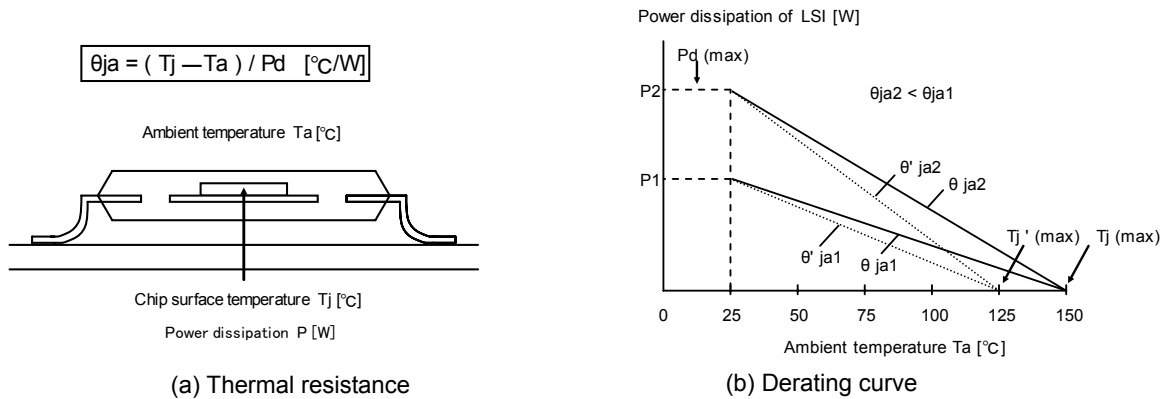 θja = ( Tj — Ta ) / Pd [℃/W]
Ambient temperature Ta [℃]
Chip surface temperature Tj [℃]
Power dissipation P [W]
(a) Thermal resistance
Power dissipation of LSI [W]
Pd (max)
P2
θja2 < θja1
P1
θ' ja2
θ ja2
Tj ' (max)
Tj (max)
θ' ja1
θ ja1
0
25
50
75
100
125
150
Ambient temperature Ta [℃]
(b) Derating curve